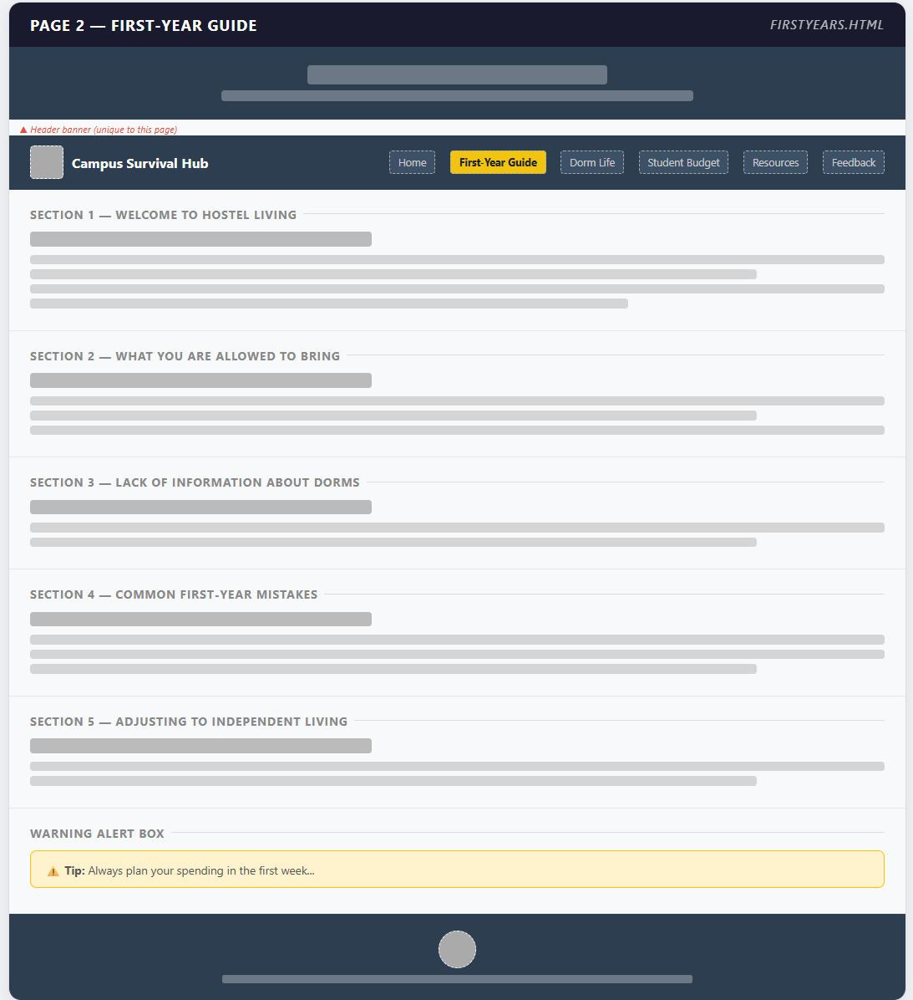 PAGE 2 — FIRST-YEAR GUIDE
FIRSTYEARS.HTML
▲ Header banner (unique to this page)
Campus Survival Hub
Home
First-Year Guide
Dorm Life
Student Budget
Resources
Feedback
SECTION 1 — WELCOME TO HOSTEL LIVING
SECTION 2 — WHAT YOU ARE ALLOWED TO BRING
SECTION 3 — LACK OF INFORMATION ABOUT DORMS
SECTION 4 — COMMON FIRST-YEAR MISTAKES
SECTION 5 — ADJUSTING TO INDEPENDENT LIVING
WARNING ALERT BOX
⚠ Tip: Always plan your spending in the first week...